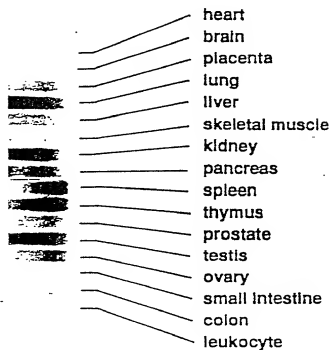 heart
brain
placenta
lung
liver
skeletal muscle
kidney
pancreas
spleen
thymus
prostate
testis
ovary
small intestine
colon
leukocyte